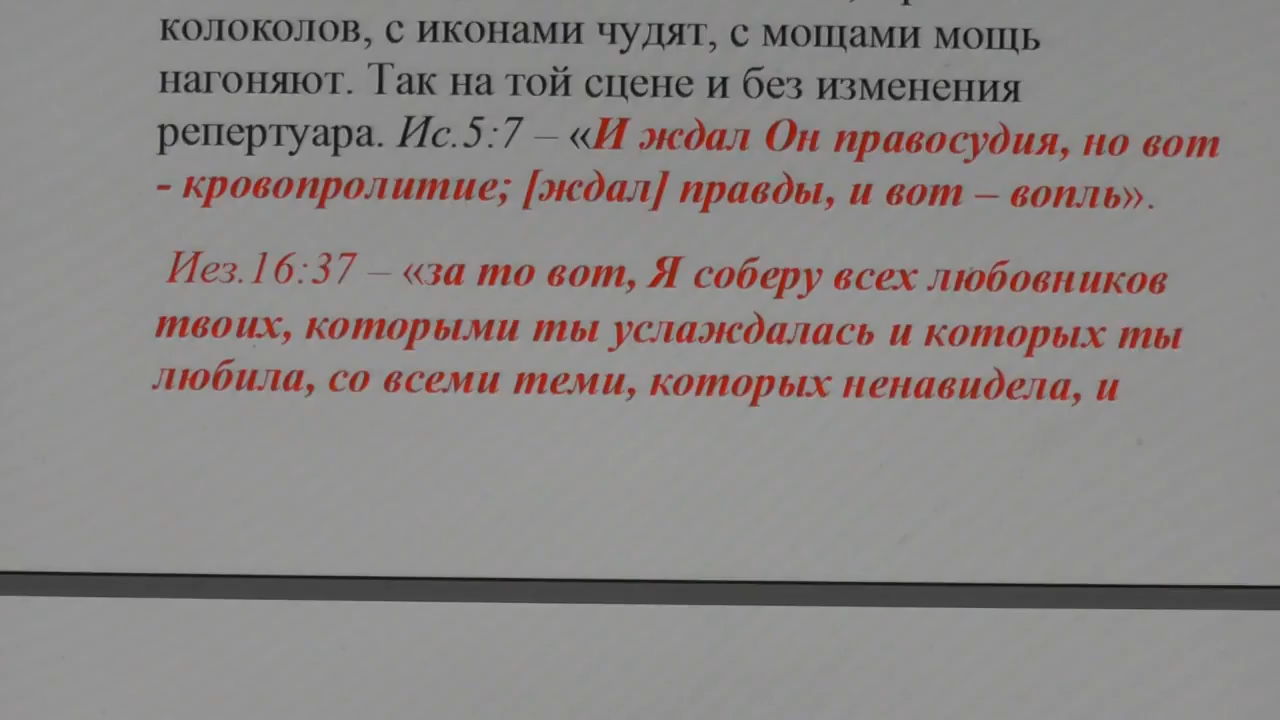 колоколов, с иконами чудят, с мощами мощь
нагоняют. Так на той сцене и без изменения
репертуара. Ис.5:7 – «И ждал Он правосудия, но вот
- кровопролитие; [ждал] правды, и вот – вопль».
Иез.16:37 – «за то вот, Я соберу всех любовников
твоих, которыми ты услаждалась и которых ты
любила, со всеми теми, которых ненавидела, и